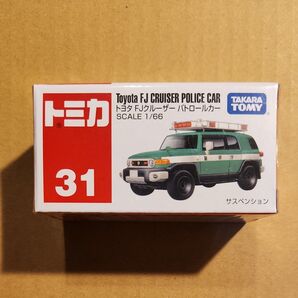 トミカ
31
Toyota FJ CRUISER POLICE CAR
トヨタ FJクルーザー パトロールカー
SCALE 1/66
TAKARA
TOMY
サスペンション